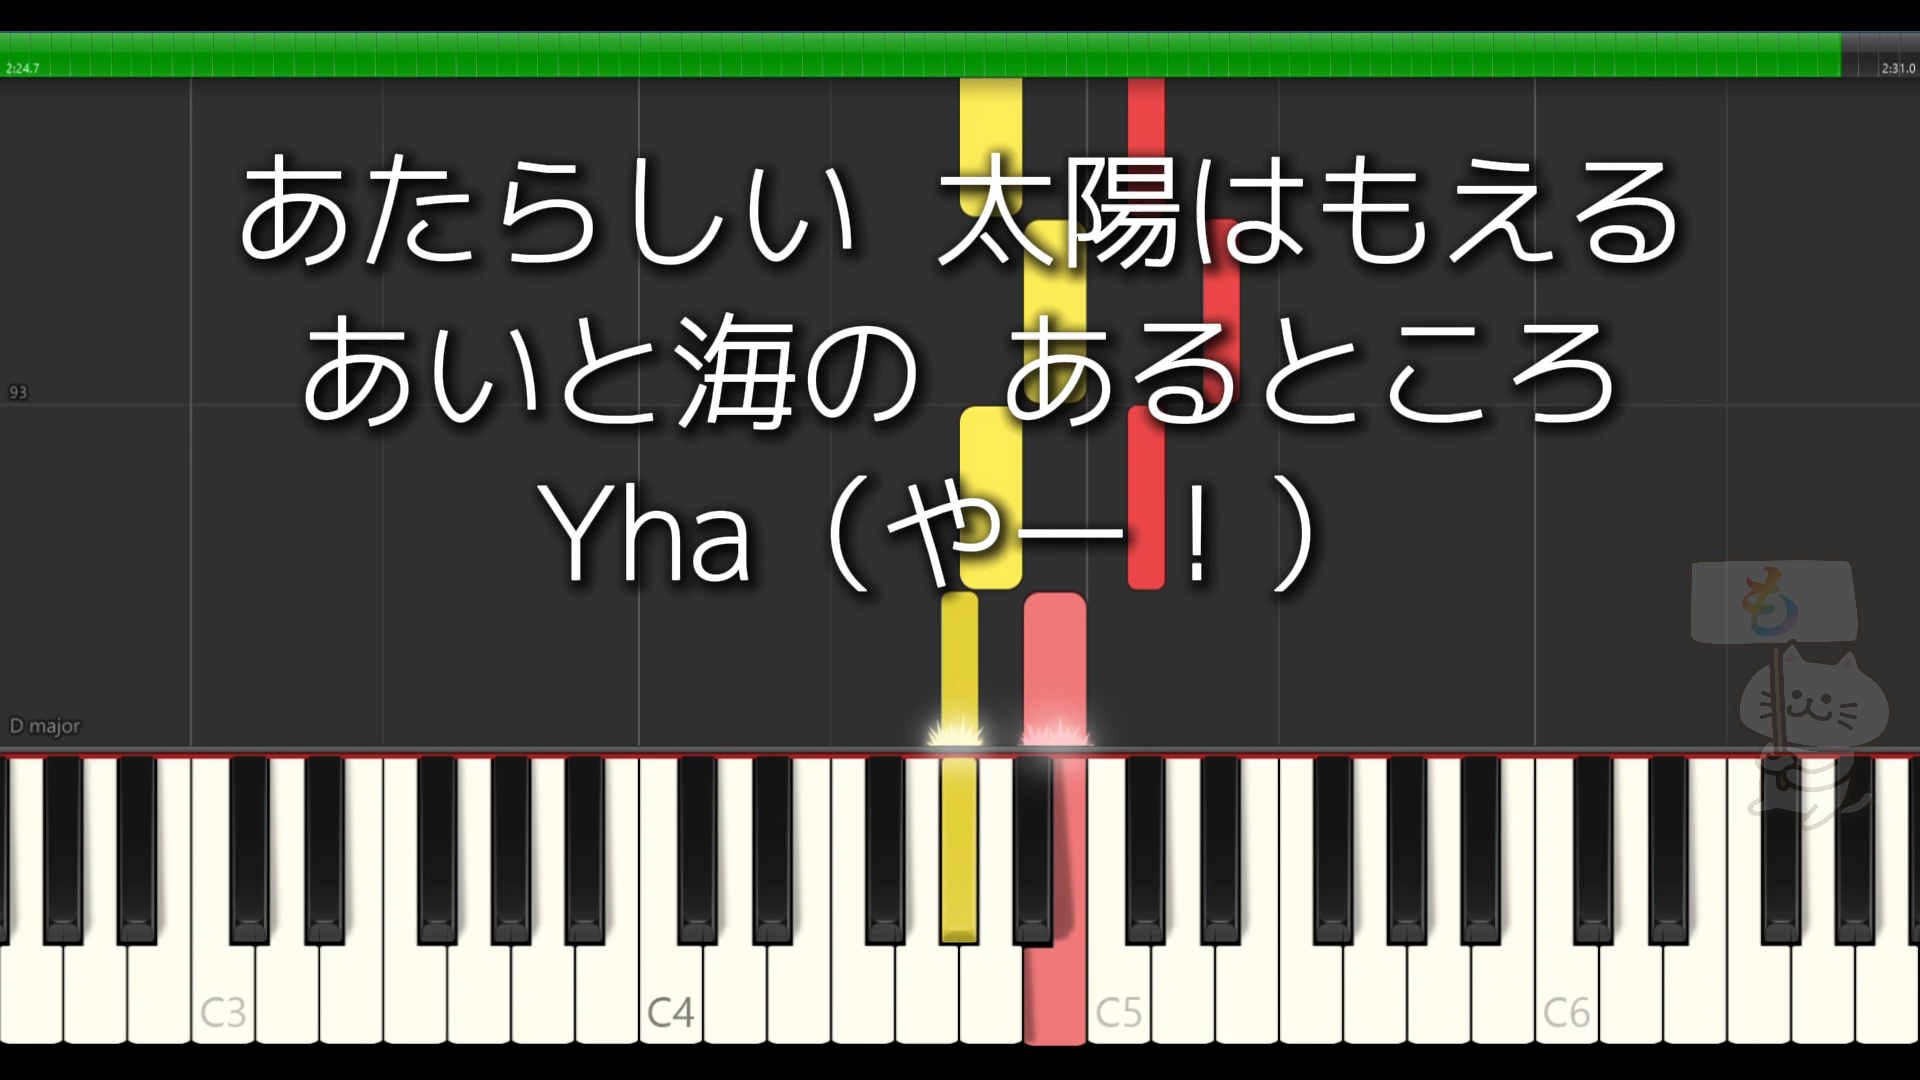 2:24.7
2:31.0
あたらしい 太陽はもえる
あいと海の あるところ
93
Yha（やー！）
も
D major
C3 C4 C5 C6